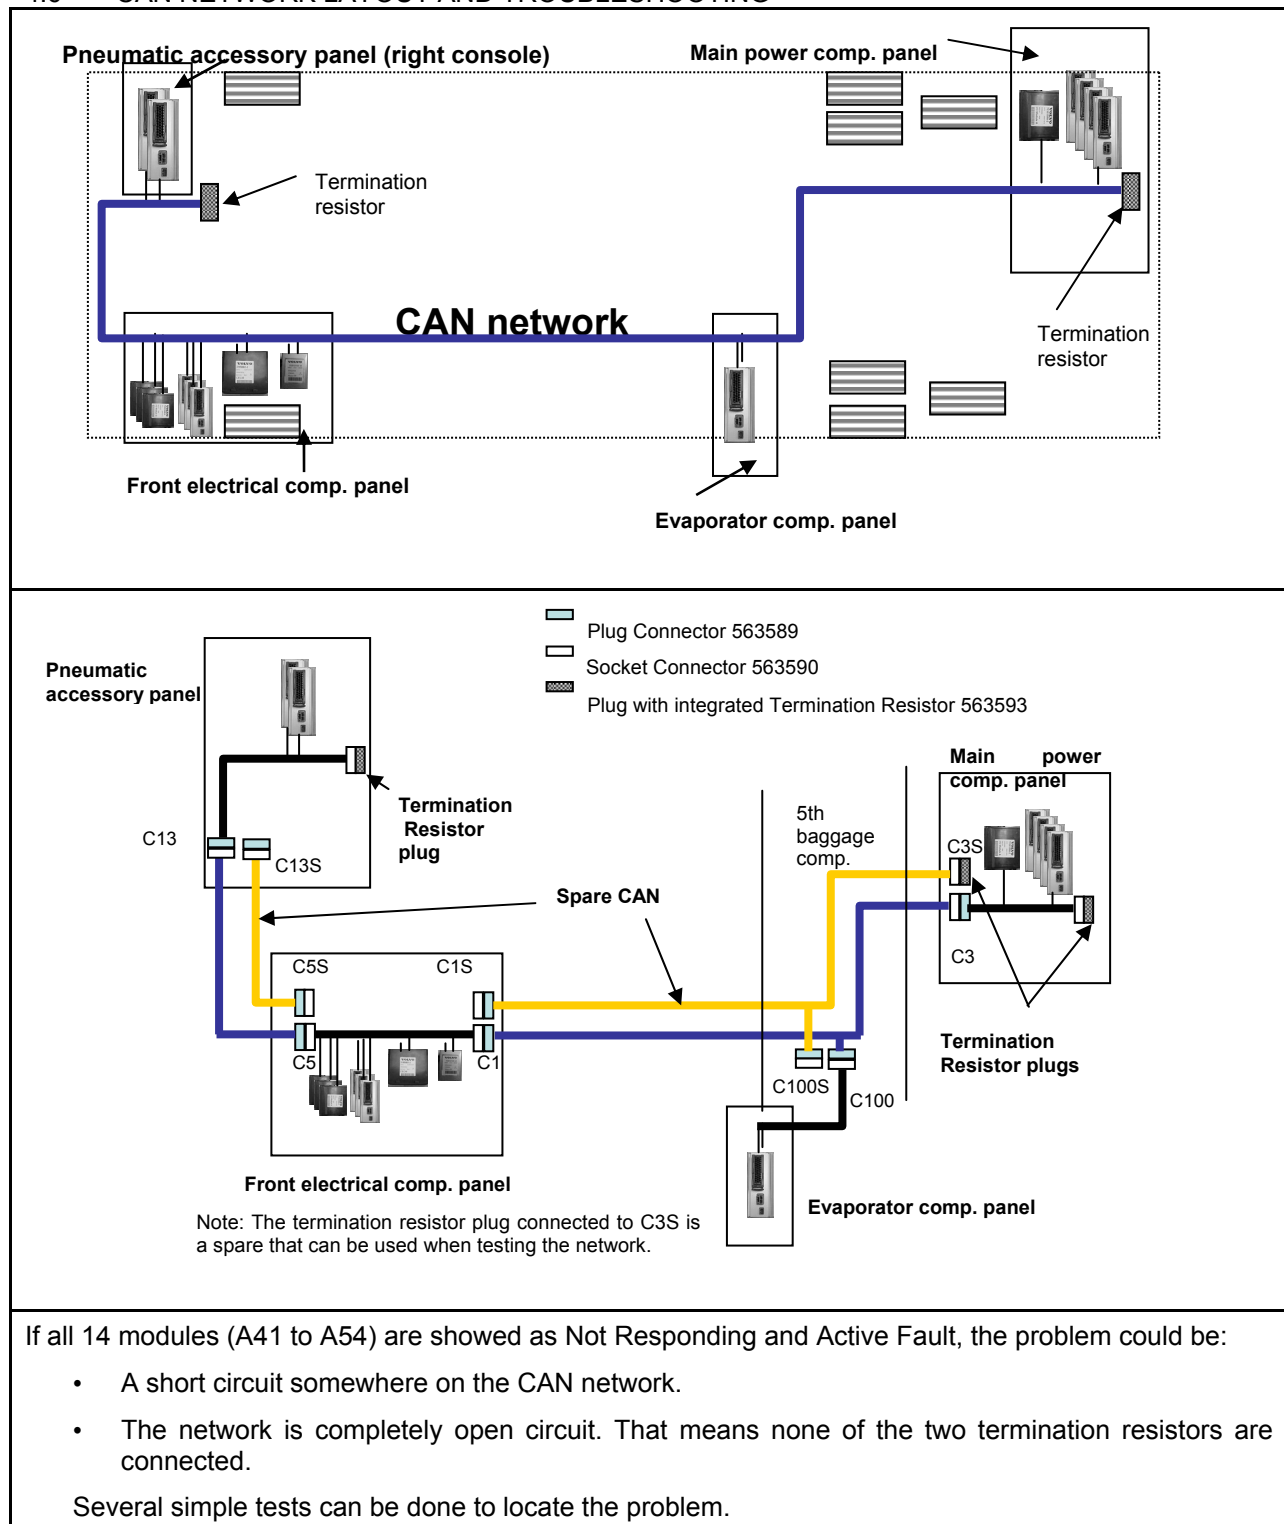 4.6 CAN NETWORK LAYOUT AND TROUBLESHOOTING
Pneumatic accessory panel (right console)
Main power comp. panel
Termination
resistor
CAN network
Termination
resistor
Front electrical comp. panel
Evaporator comp. panel
Plug Connector 563589
Socket Connector 563590
Plug with integrated Termination Resistor 563593
Pneumatic
accessory panel
Main power
comp. panel
Termination
Resistor
plug
5th
baggage
comp.
C13
C13S
C3S
Spare CAN
C3
C5S
C1S
C5
C1
Termination
Resistor plugs
C100S
C100
Front electrical comp. panel
Evaporator comp. panel
Note: The termination resistor plug connected to C3S is
a spare that can be used when testing the network.
If all 14 modules (A41 to A54) are showed as Not Responding and Active Fault, the problem could be:
• A short circuit somewhere on the CAN network.
• The network is completely open circuit. That means none of the two termination resistors are
connected.
Several simple tests can be done to locate the problem.